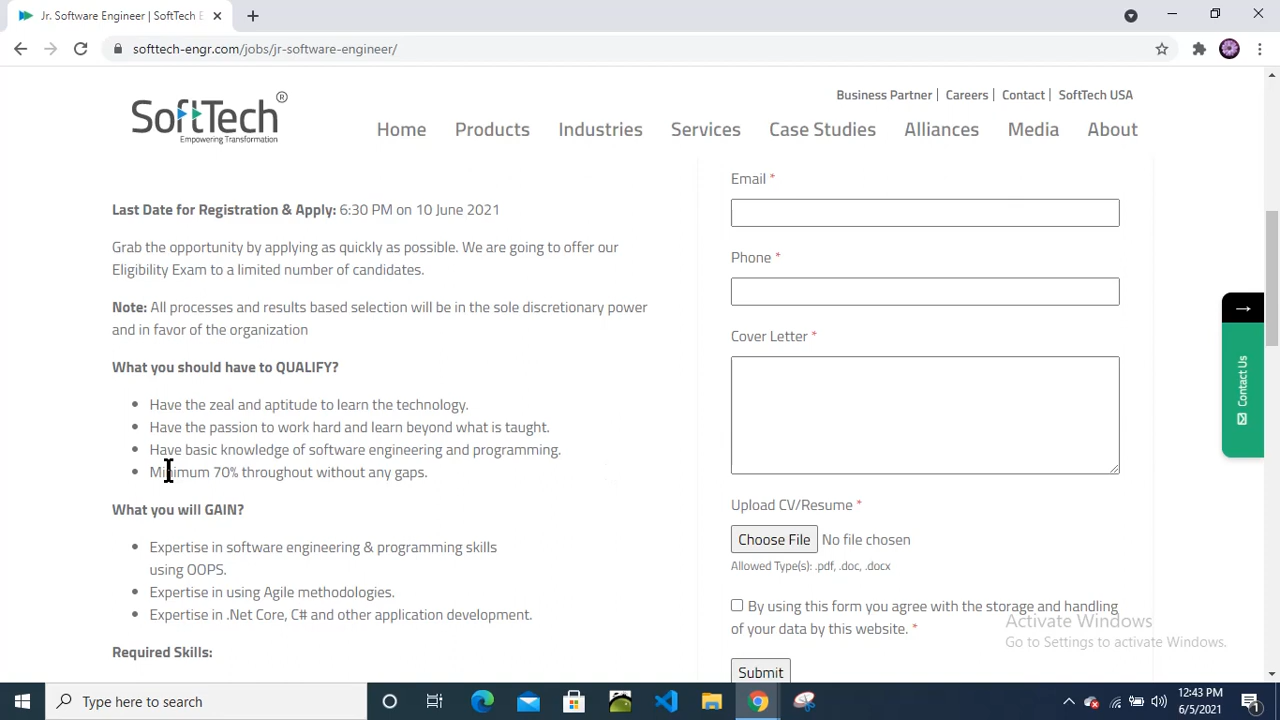 Jr. Software Engineer | SoftTech E
softtech-engr.com/jobs/jr-software-engineer/
SoftTech®
Empowering Transformation
Business Partner | Careers | Contact | SoftTech USA
Home Products Industries Services Case Studies Alliances Media About
Last Date for Registration & Apply: 6:30 PM on 10 June 2021
Grab the opportunity by applying as quickly as possible. We are going to offer our
Eligibility Exam to a limited number of candidates.
Note: All processes and results based selection will be in the sole discretionary power
and in favor of the organization
What you should have to QUALIFY?
• Have the zeal and aptitude to learn the technology.
• Have the passion to work hard and learn beyond what is taught.
• Have basic knowledge of software engineering and programming.
• Minimum 70% throughout without any gaps.
What you will GAIN?
• Expertise in software engineering & programming skills
using OOPS.
• Expertise in using Agile methodologies.
• Expertise in .Net Core, C# and other application development.
Required Skills:
Email *
Phone *
Cover Letter *
Upload CV/Resume *
Choose File No file chosen
Allowed Type(s): .pdf, .doc, .docx
By using this form you agree with the storage and handling
of your data by this website. *
Submit
Contact Us
Activate Windows
Go to Settings to activate Windows.
Type here to search
12:43 PM
6/5/2021
1